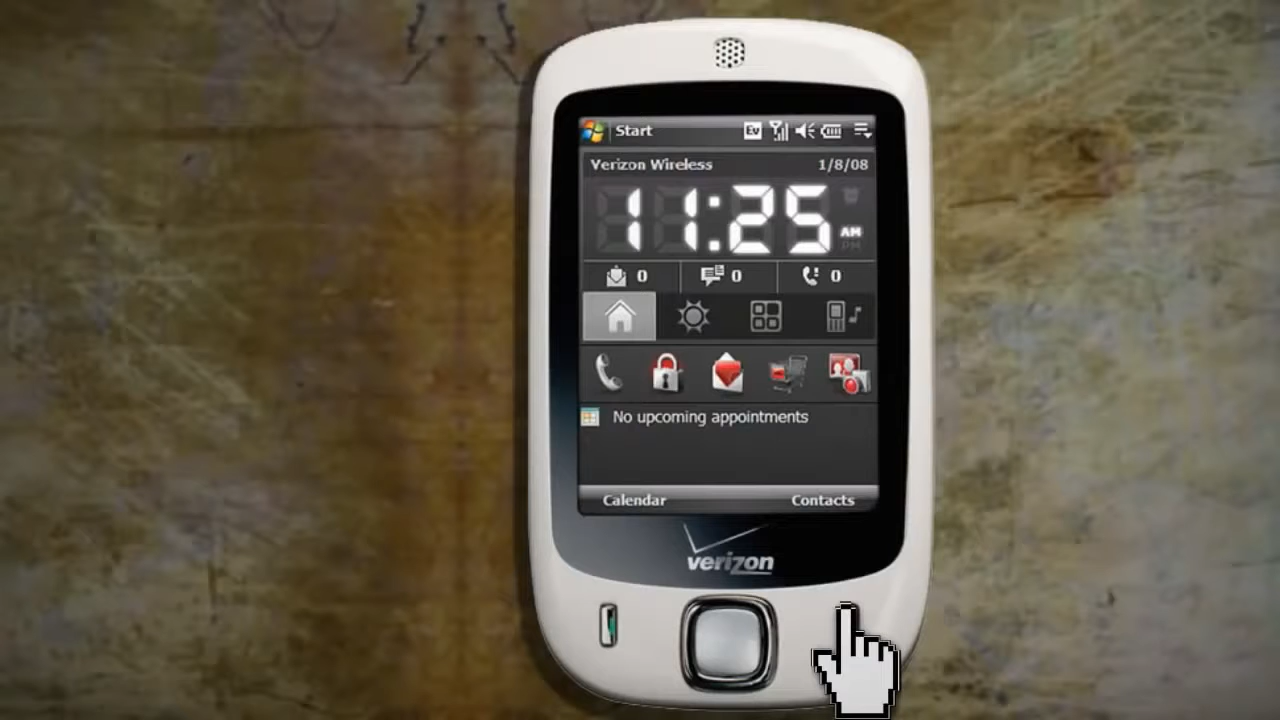 Start
Ev
Verizon Wireless 1/8/08
11:25 AM
PM
0 0 0
No upcoming appointments
Calendar Contacts
verizon